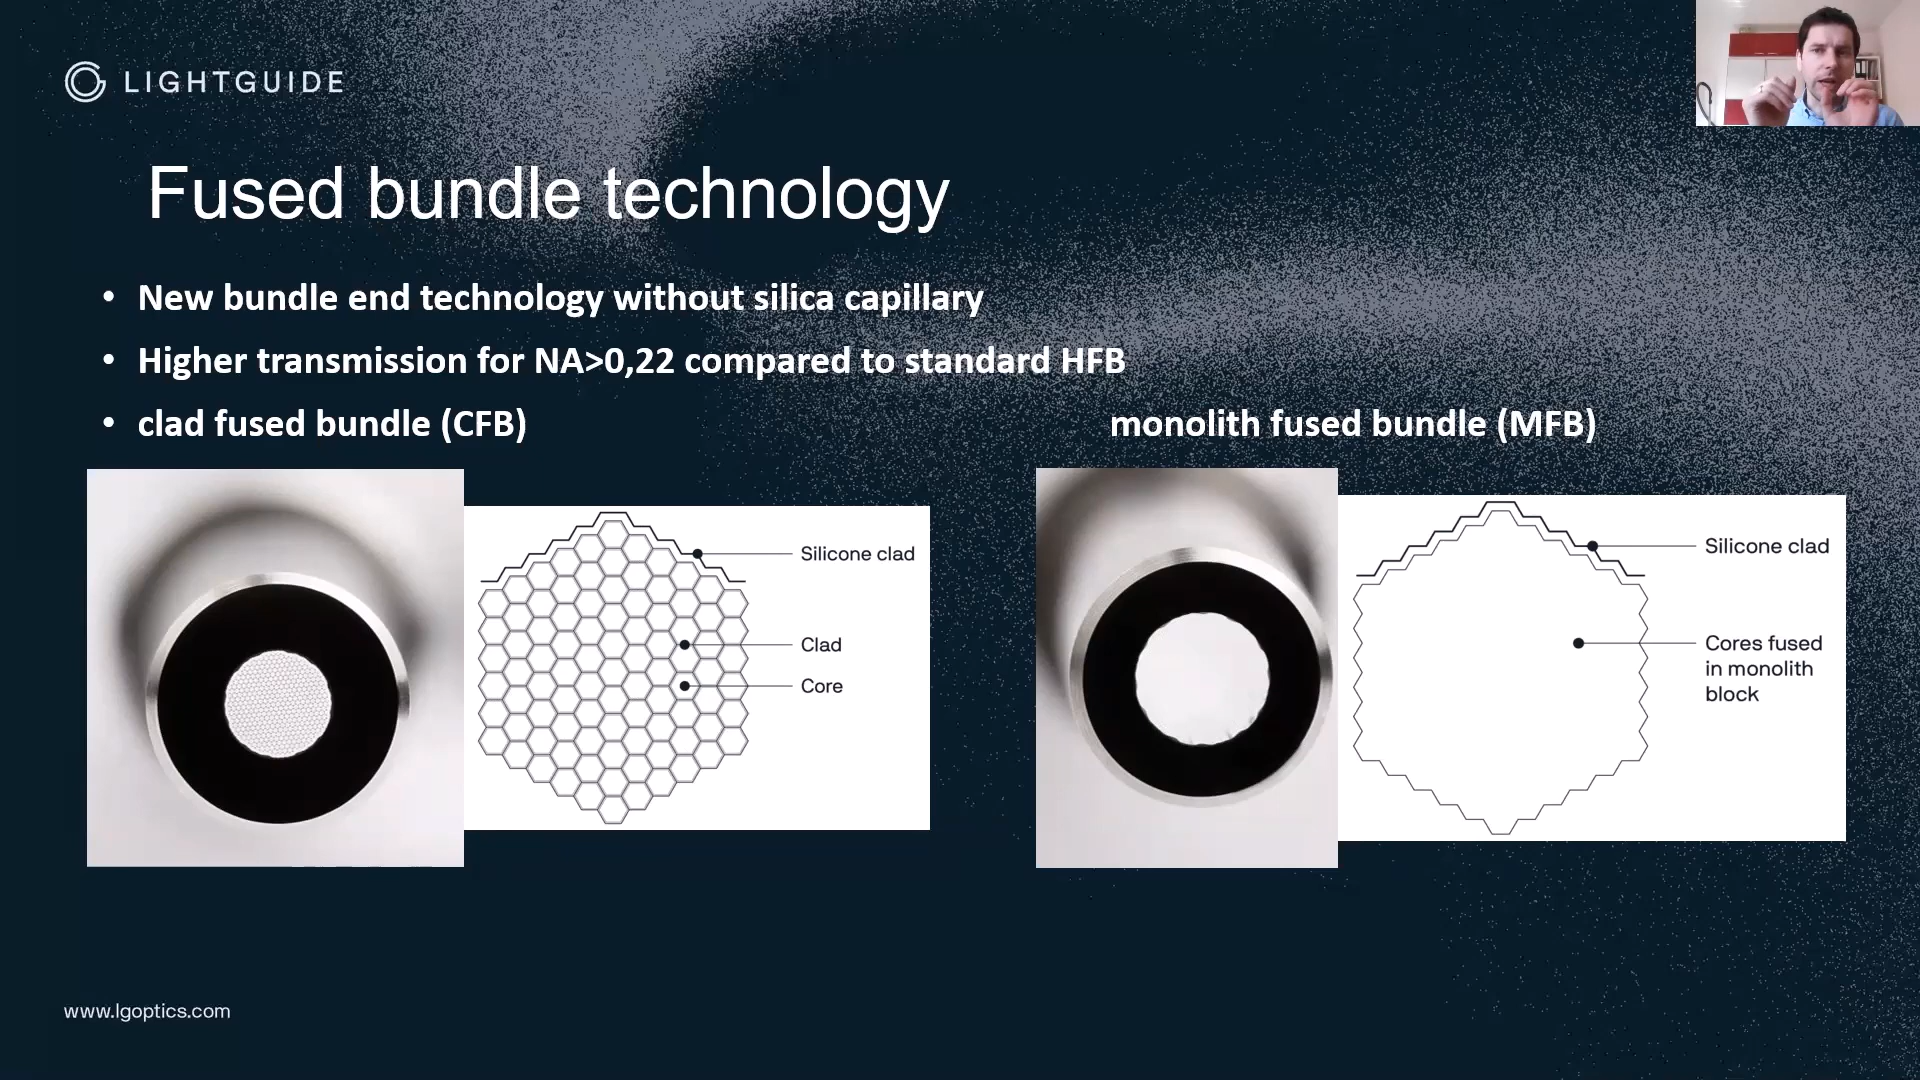 LIGHTGUIDE
Fused bundle technology
• New bundle end technology without silica capillary
• Higher transmission for NA>0,22 compared to standard HFB
• clad fused bundle (CFB)
monolith fused bundle (MFB)
Silicone clad
Clad
Core
Silicone clad
Cores fused
in monolith
block
www.lgoptics.com